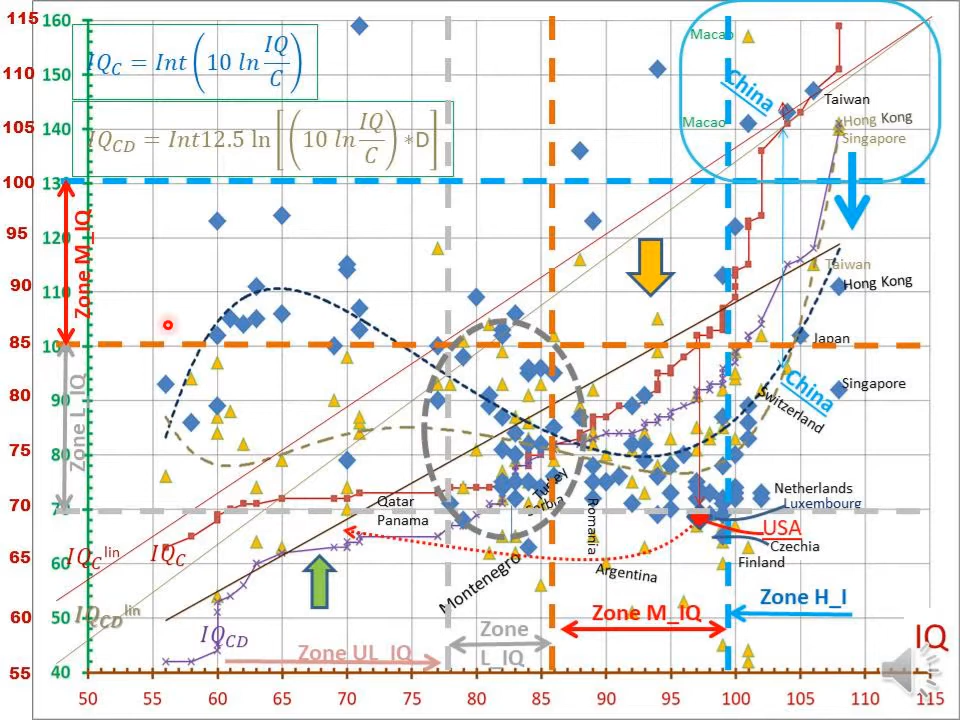 IQ_C = Int ( 10 ln IQ/C )
IQ_CD = Int12.5 ln [ ( 10 ln IQ/C ) *D ]
115
110
105
100
95
90
85
80
75
70
65
60
55
160
150
140
130
120
110
100
90
80
70
60
50
40
Zone M_IQ
Zone L_IQ
Macao
China
Macao
Taiwan
Hong Kong
Hong Kong
Singapore
Taiwan
Hong Kong
Japan
China
Singapore
Switzerland
Netherlands
Luxembourg
USA
Czechia
Finland
Qatar
Panama
Turkey
Serbia
Romania
Argentina
Montenegro
IQ_C lin
IQ_C
IQ_CD lin
IQ_CD
Zone UL_IQ
Zone
L_IQ
Zone M_IQ
Zone H_I
IQ
50
55
60
65
70
75
80
85
90
95
100
105
110
115